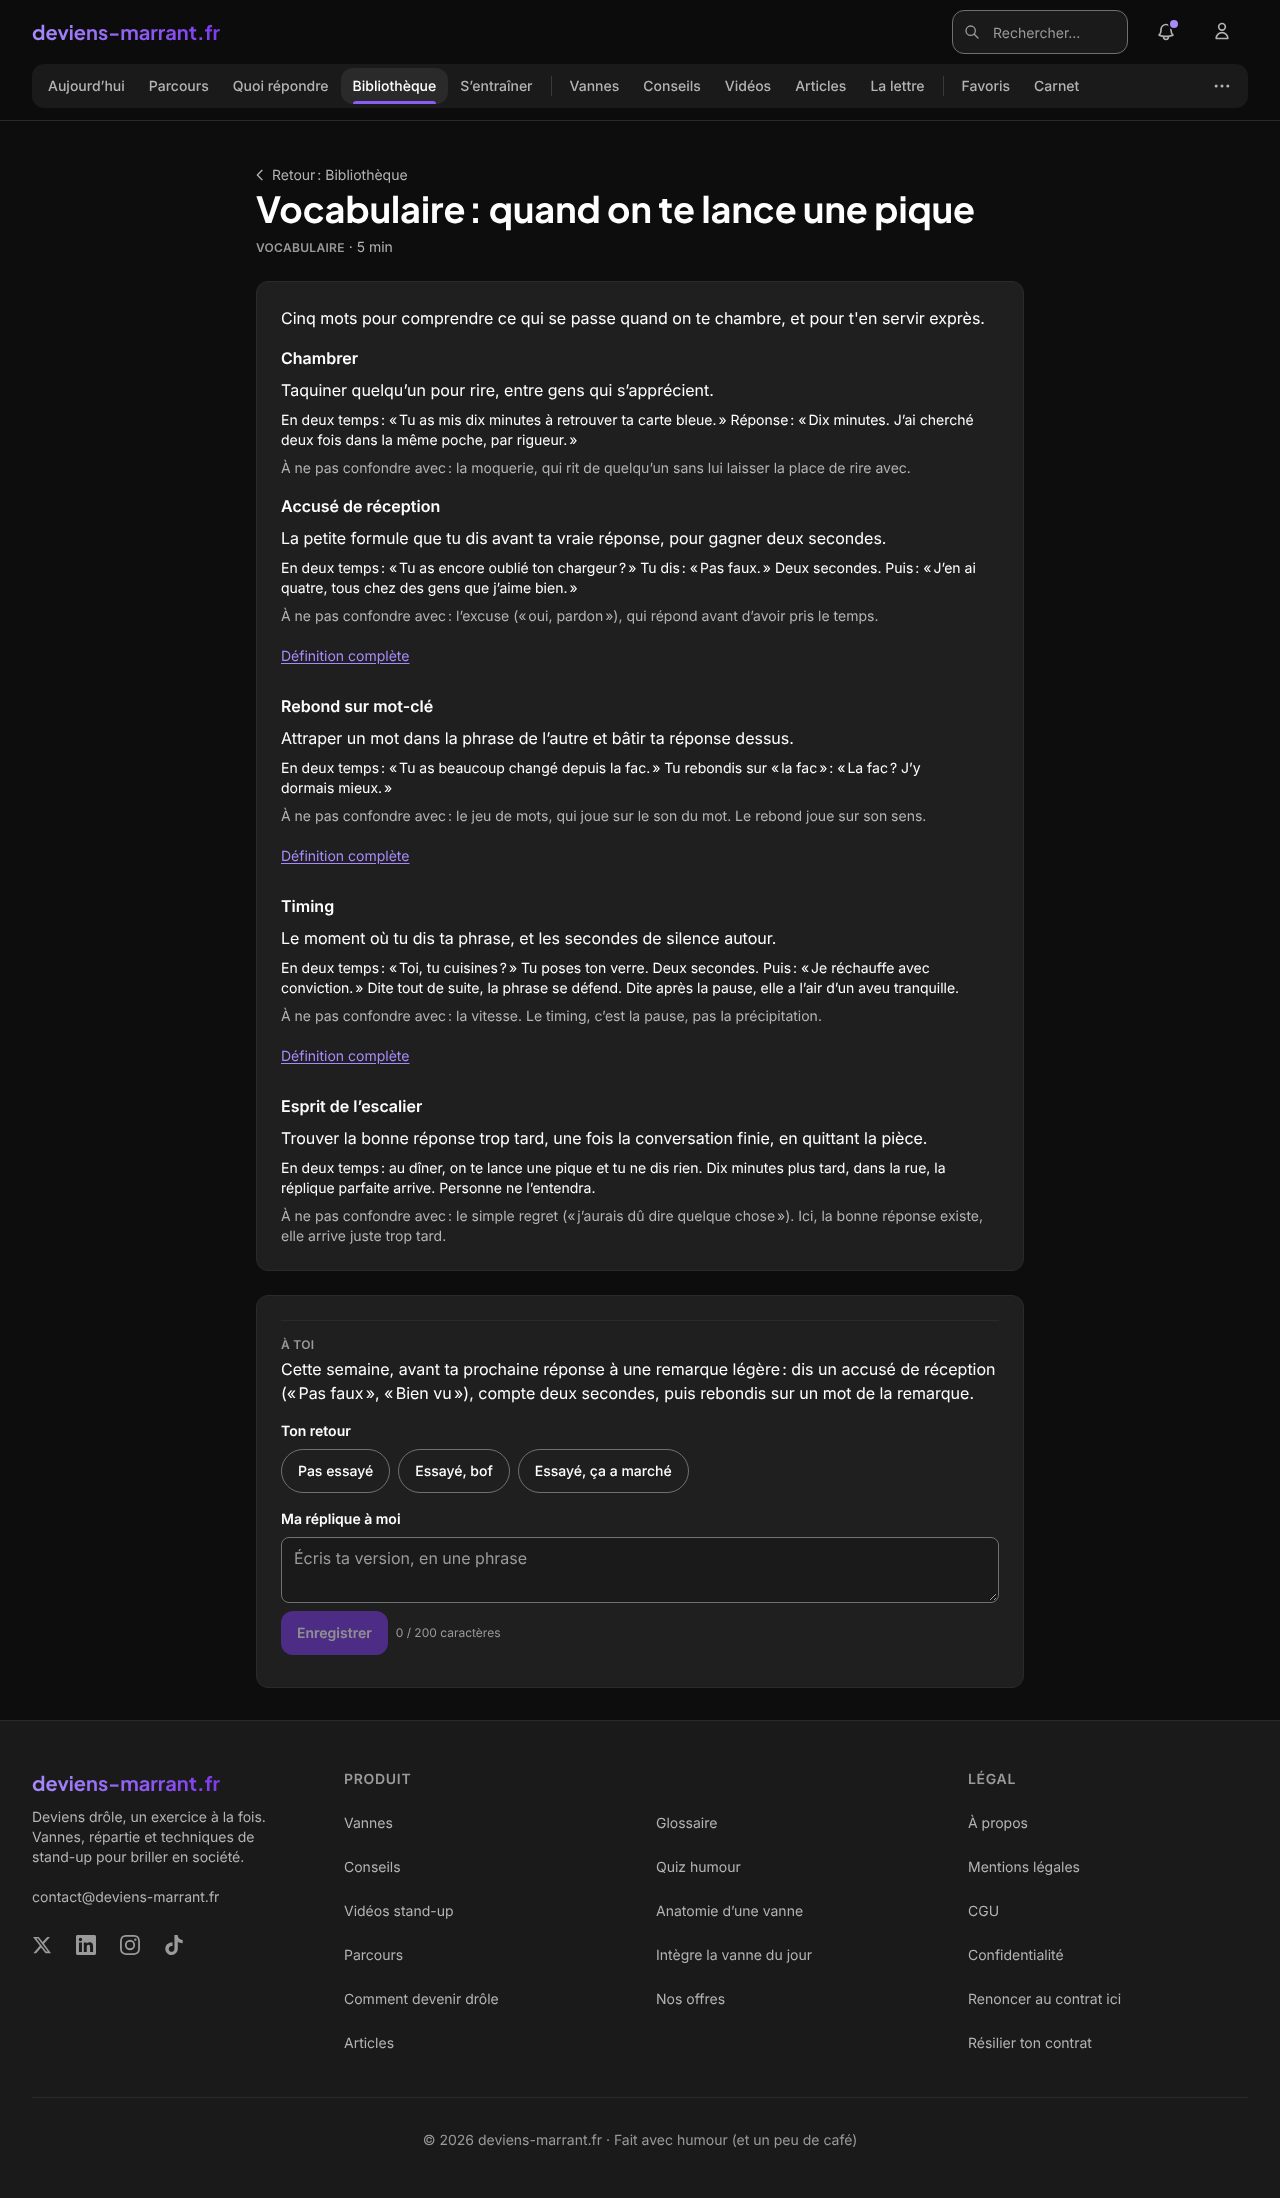 deviens-marrant.fr
Rechercher...
Aujourd’hui Parcours Quoi répondre Bibliothèque S’entraîner Vannes Conseils Vidéos Articles La lettre Favoris Carnet
Retour : Bibliothèque
Vocabulaire : quand on te lance une pique
VOCABULAIRE · 5 min
Cinq mots pour comprendre ce qui se passe quand on te chambre, et pour t'en servir exprès.
Chambrer
Taquiner quelqu’un pour rire, entre gens qui s’apprécient.
En deux temps : « Tu as mis dix minutes à retrouver ta carte bleue. » Réponse : « Dix minutes. J’ai cherché
deux fois dans la même poche, par rigueur. »
À ne pas confondre avec : la moquerie, qui rit de quelqu’un sans lui laisser la place de rire avec.
Accusé de réception
La petite formule que tu dis avant ta vraie réponse, pour gagner deux secondes.
En deux temps : « Tu as encore oublié ton chargeur ? » Tu dis : « Pas faux. » Deux secondes. Puis : « J’en ai
quatre, tous chez des gens que j’aime bien. »
À ne pas confondre avec : l’excuse (« oui, pardon »), qui répond avant d’avoir pris le temps.
Définition complète
Rebond sur mot-clé
Attraper un mot dans la phrase de l’autre et bâtir ta réponse dessus.
En deux temps : « Tu as beaucoup changé depuis la fac. » Tu rebondis sur « la fac » : « La fac ? J’y
dormais mieux. »
À ne pas confondre avec : le jeu de mots, qui joue sur le son du mot. Le rebond joue sur son sens.
Définition complète
Timing
Le moment où tu dis ta phrase, et les secondes de silence autour.
En deux temps : « Toi, tu cuisines ? » Tu poses ton verre. Deux secondes. Puis : « Je réchauffe avec
conviction. » Dite tout de suite, la phrase se défend. Dite après la pause, elle a l’air d’un aveu tranquille.
À ne pas confondre avec : la vitesse. Le timing, c’est la pause, pas la précipitation.
Définition complète
Esprit de l’escalier
Trouver la bonne réponse trop tard, une fois la conversation finie, en quittant la pièce.
En deux temps : au dîner, on te lance une pique et tu ne dis rien. Dix minutes plus tard, dans la rue, la
réplique parfaite arrive. Personne ne l’entendra.
À ne pas confondre avec : le simple regret (« j’aurais dû dire quelque chose »). Ici, la bonne réponse existe,
elle arrive juste trop tard.
À TOI
Cette semaine, avant ta prochaine réponse à une remarque légère : dis un accusé de réception
(« Pas faux », « Bien vu »), compte deux secondes, puis rebondis sur un mot de la remarque.
Ton retour
Pas essayé Essayé, bof Essayé, ça a marché
Ma réplique à moi
Écris ta version, en une phrase
Enregistrer 0 / 200 caractères
deviens-marrant.fr
Deviens drôle, un exercice à la fois.
Vannes, répartie et techniques de
stand-up pour briller en société.
contact@deviens-marrant.fr
PRODUIT
Vannes
Conseils
Vidéos stand-up
Parcours
Comment devenir drôle
Articles
Glossaire
Quiz humour
Anatomie d’une vanne
Intègre la vanne du jour
Nos offres
LÉGAL
À propos
Mentions légales
CGU
Confidentialité
Renoncer au contrat ici
Résilier ton contrat
© 2026 deviens-marrant.fr · Fait avec humour (et un peu de café)